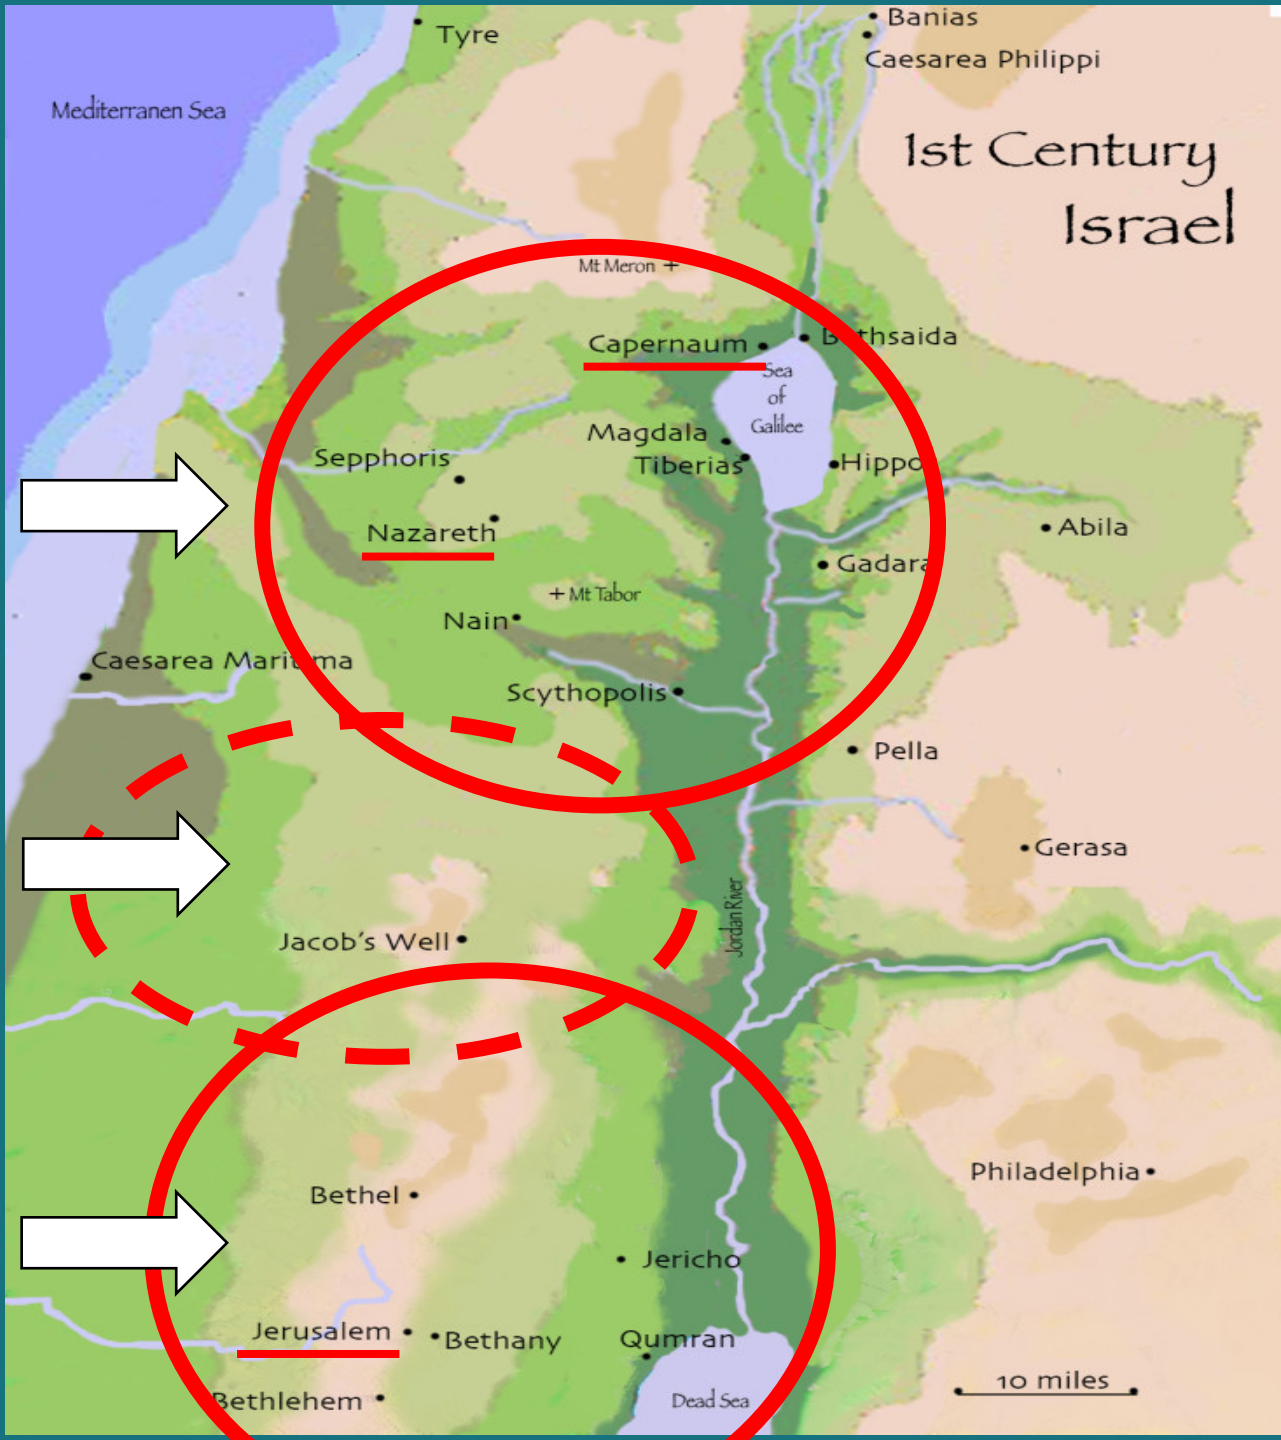 Tyre
Banias
Caesarea Philippi
Mediterranen Sea
1st Century
Israel
Mt Meron +
Capernaum
Bethsaida
Sea
of
Galilee
Magdala
Tiberias
Hippo
Sepphoris
Nazareth
Abila
Gadara
+ Mt Tabor
Nain
Caesarea Maritima
Scythopolis
Pella
Gerasa
Jordan River
Jacob's Well
Well
Philadelphia
Bethel
Jericho
Jerusalem
Bethany
Qumran
10 miles
Dead Sea
Bethlehem